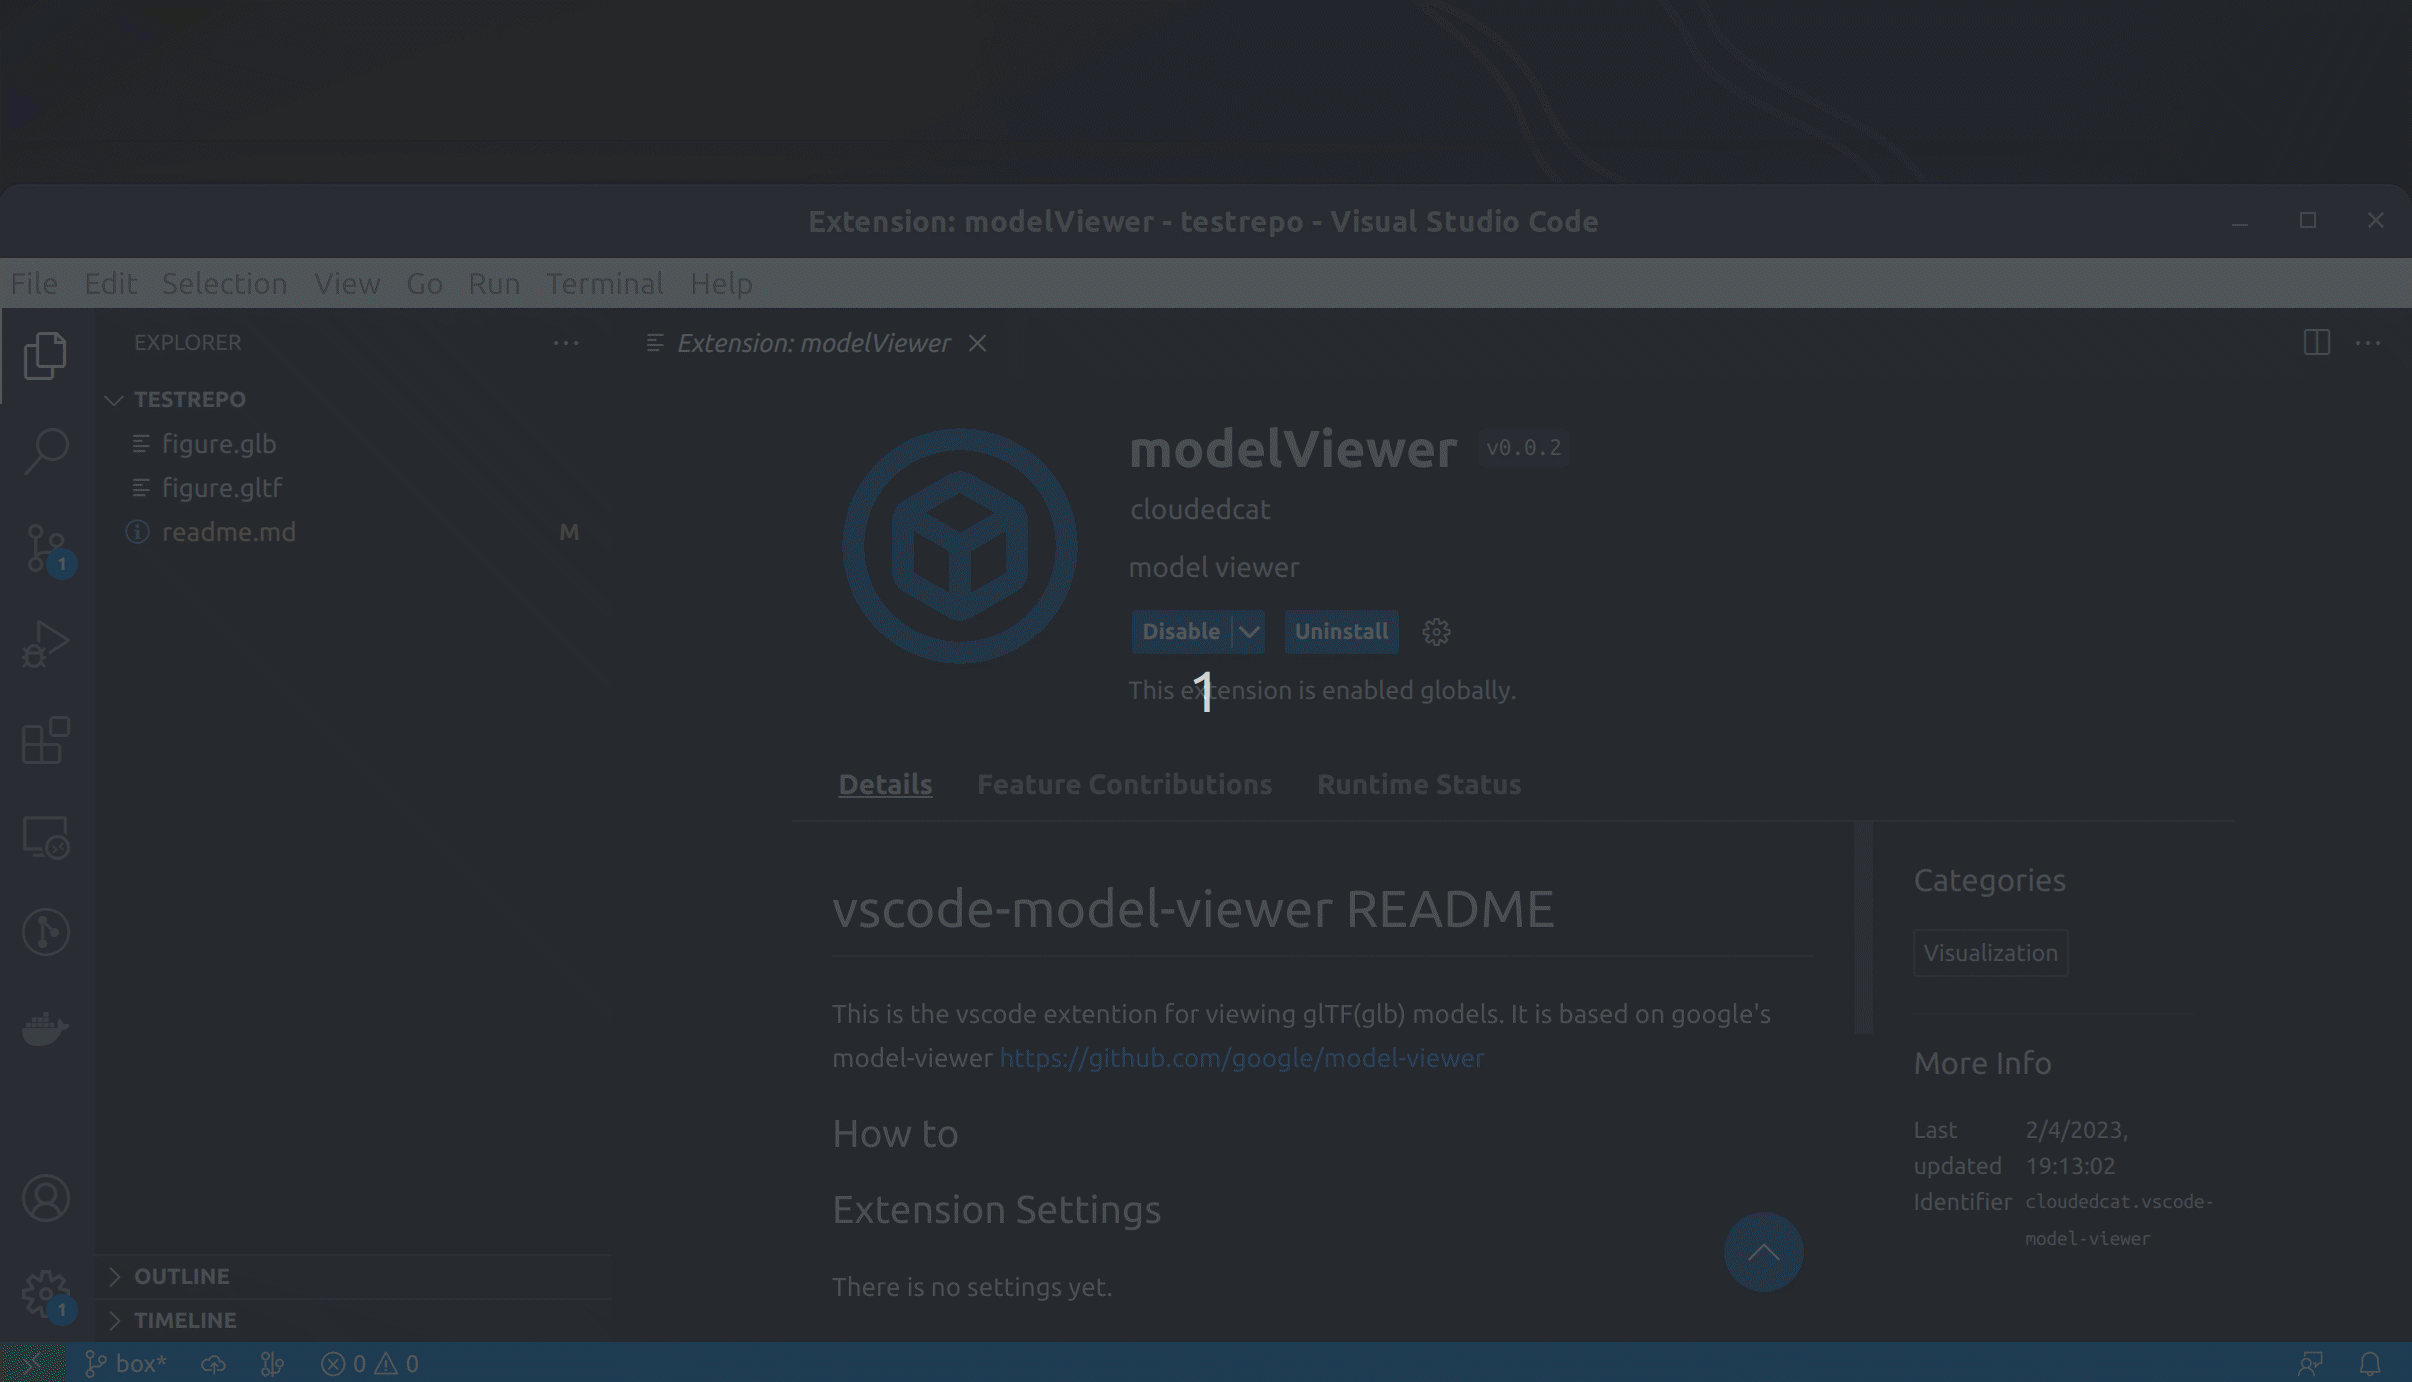 Extension: modelViewer - testrepo - Visual Studio Code
File Edit Selection View Go Run Terminal Help
EXPLORER
TESTREPO
figure.glb
figure.gltf
readme.md M
1
OUTLINE
TIMELINE
1
Extension: modelViewer
modelViewer v0.0.2
cloudedcat
model viewer
Disable Uninstall
This extension is enabled globally.
1
Details Feature Contributions Runtime Status
vscode-model-viewer README
This is the vscode extention for viewing glTF(glb) models. It is based on google's
model-viewer https://github.com/google/model-viewer
How to
Extension Settings
There is no settings yet.
Categories
Visualization
More Info
Last 2/4/2023,
updated 19:13:02
Identifier cloudedcat.vscode-
model-viewer
box* 0 0